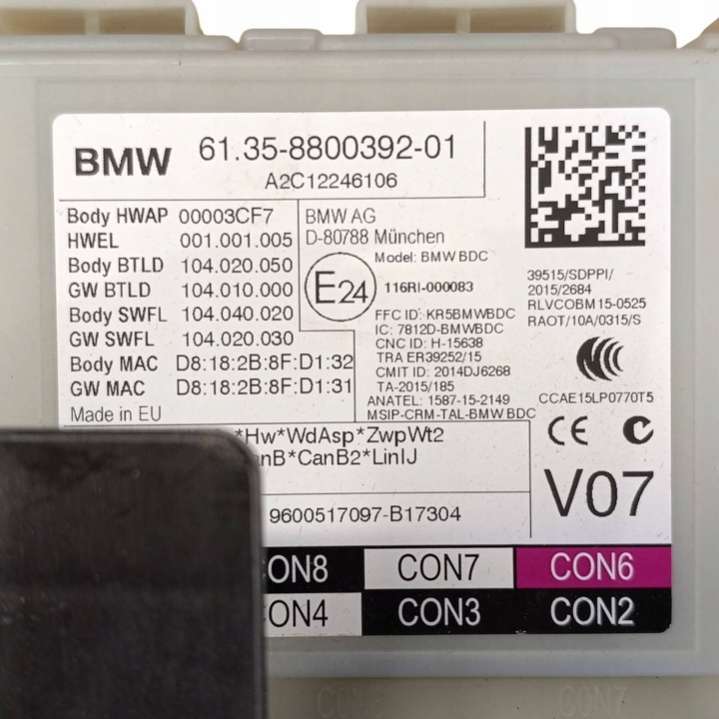 BMW 61.35-8800392-01
A2C12246106
Body HWAP 00003CF7
HWEL 001.001.005
Body BTLD 104.020.050
GW BTLD 104.010.000
Body SWFL 104.040.020
GW SWFL 104.020.030
Body MAC D8:18:2B:8F:D1:32
GW MAC D8:18:2B:8F:D1:31
Made in EU
BMW AG
D-80788 München
Model: BMW BDC
E24 116RI-000083
FFC ID: KR5BMWBDC
IC: 7812D-BMWBDC
CNC ID: H-15638
TRA ER39252/15
CMIT ID: 2014DJ6268
TA-2015/185
ANATEL: 1587-15-2149
MSIP-CRM-TAL-BMW BDC
39515/SDPPI/
2015/2684
RLVCOBM15-0525
RAOT/10A/0315/S
CCAE15LP0770T5
CE
V07
*Hw*WdAsp*ZwpWt2
anB*CanB2*LinIJ
9600517097-B17304
ON8 CON7 CON6
ON4 CON3 CON2